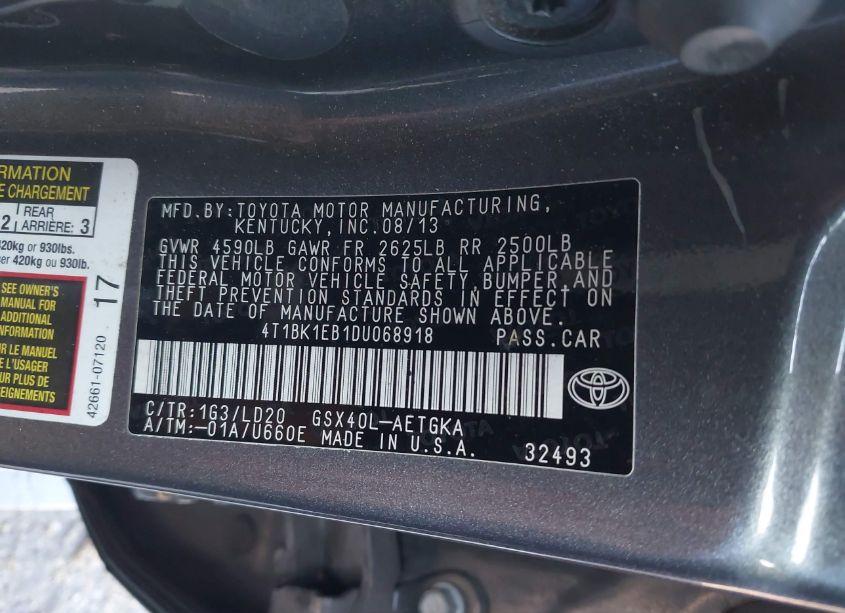 RMATION
E CHARGEMENT
2 REAR ARRIÈRE: 3
420kg or 930lbs.
er 420kg ou 930lb.
SEE OWNER'S
MANUAL FOR
ADDITIONAL
INFORMATION
LE MANUEL
DE L'USAGER
POUR PLUS DE
42661-07120
17
MFD.BY:TOYOTA MOTOR MANUFACTURING,
KENTUCKY,INC.08/13
GVWR 4590LB GAWR FR 2625LB RR 2500LB
THIS VEHICLE CONFORMS TO ALL APPLICABLE
FEDERAL MOTOR VEHICLE SAFETY,BUMPER,AND
THEFT PREVENTION STANDARDS IN EFFECT ON
THE DATE OF MANUFACTURE SHOWN ABOVE.
4T1BK1EB1DU068918 PASS.CAR
C/TR:1G3/LD20 GSX40L-AETGKA
A/TM:-01A/U660E MADE IN U.S.A.
32493